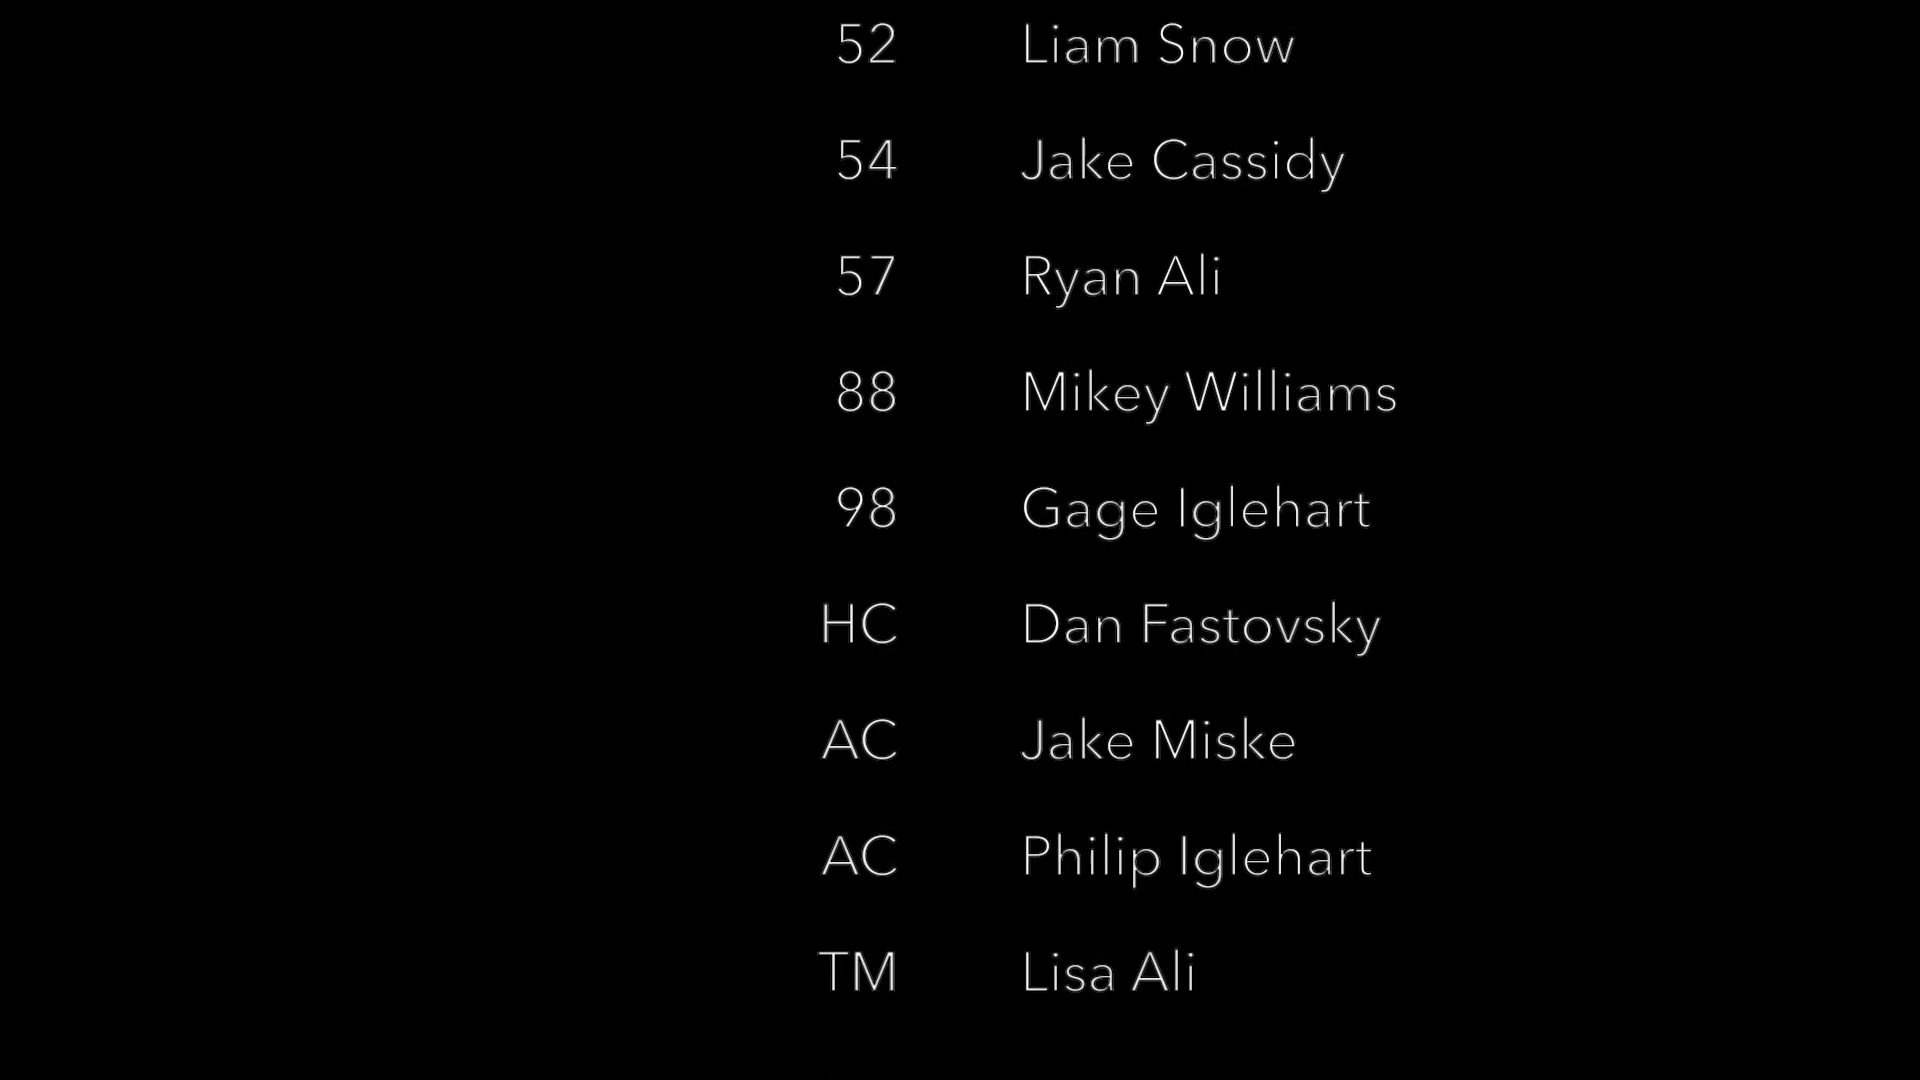 52 Liam Snow
54 Jake Cassidy
57 Ryan Ali
88 Mikey Williams
98 Gage Iglehart
HC Dan Fastovsky
AC Jake Miske
AC Philip Iglehart
TM Lisa Ali